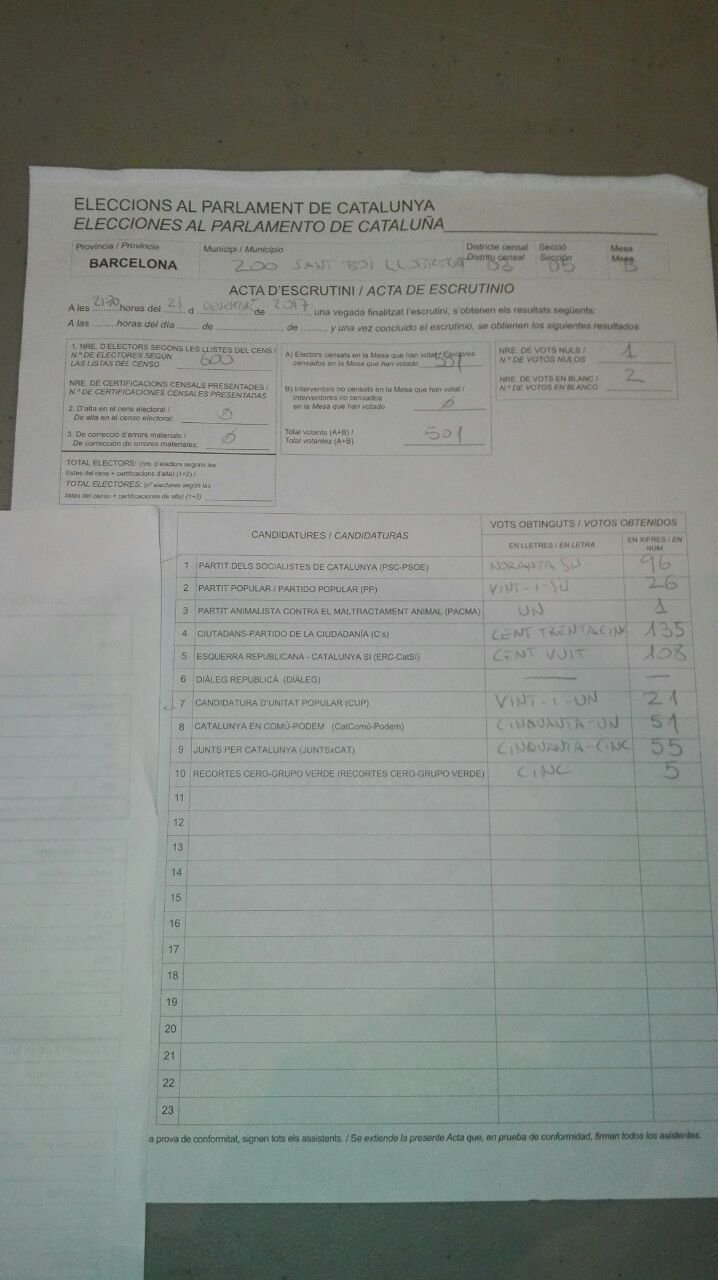 ELECCIONS AL PARLAMENT DE CATALUNYA
ELECCIONES AL PARLAMENTO DE CATALUÑA
Província / Provincia Municipi / Municipio Districte censal Secció Mesa
Distrito censal Sección Mesa
BARCELONA 200 SANT BOI LLOBREGAT 03 05 B
ACTA D'ESCRUTINI / ACTA DE ESCRUTINIO
A les 21:30 hores del 21 d desembre de 2017, una vegada finalitzat l'escrutini, s'obtenen els resultats següents:
A las ........ horas del día ........ de ........ de ........, y una vez concluido el escrutinio, se obtienen los siguientes resultados:
1. NRE. D'ELECTORS SEGONS LES LLISTES DEL CENS /
N.º DE ELECTORES SEGÚN
LAS LISTAS DEL CENSO 600
NRE. DE CERTIFICACIONS CENSALS PRESENTADES /
N.º DE CERTIFICACIONES CENSALES PRESENTADAS
2. D'alta en el cens electoral /
De alta en el censo electoral: 0
3. De correcció d'errors materials /
De corrección de errores materiales: 0
TOTAL ELECTORS: (nre. d'electors segons les
llistes del cens + certificacions d'alta) (1+2) /
TOTAL ELECTORES: (nº electores según las
listas del censo + certificaciones de alta) (1+2)
A) Electors censats en la Mesa que han votat / Electores
censados en la Mesa que han votado
B) Interventors no censats en la Mesa que han votat /
Interventores no censados
en la Mesa que han votado 0
Total votants (A+B) /
Total votantes (A+B) 501
NRE. DE VOTS NULS /
N.º DE VOTOS NULOS 1
NRE. DE VOTS EN BLANC /
N.º DE VOTOS EN BLANCO 2
CANDIDATURES / CANDIDATURAS VOTS OBTINGUTS / VOTOS OBTENIDOS
EN LLETRES / EN LETRA EN XIFRES / EN NÚM.
1 PARTIT DELS SOCIALISTES DE CATALUNYA (PSC-PSOE) NORANTA SIS 96
2 PARTIT POPULAR / PARTIDO POPULAR (PP) VINT-I-SIS 26
3 PARTIT ANIMALISTA CONTRA EL MALTRACTAMENT ANIMAL (PACMA) UN 1
4 CIUTADANS-PARTIDO DE LA CIUDADANÍA (C's) CENT TRENTACINC 135
5 ESQUERRA REPUBLICANA - CATALUNYA SÍ (ERC-CatSí) CENT VUIT 108
6 DIÀLEG REPUBLICÀ (DIÀLEG) — —
7 CANDIDATURA D'UNITAT POPULAR (CUP) VINT-I-UN 21
8 CATALUNYA EN COMÚ-PODEM (CatComú-Podem) CINQUANTA-UN 51
9 JUNTS PER CATALUNYA (JUNTSxCAT) CINQUANTA-CINC 55
10 RECORTES CERO-GRUPO VERDE (RECORTES CERO-GRUPO VERDE) CINC 5
11
12
13
14
15
16
17
18
19
20
21
22
23
a prova de conformitat, signen tots els assistents. / Se extiende la presente Acta que, en prueba de conformidad, firman todos los asistentes.